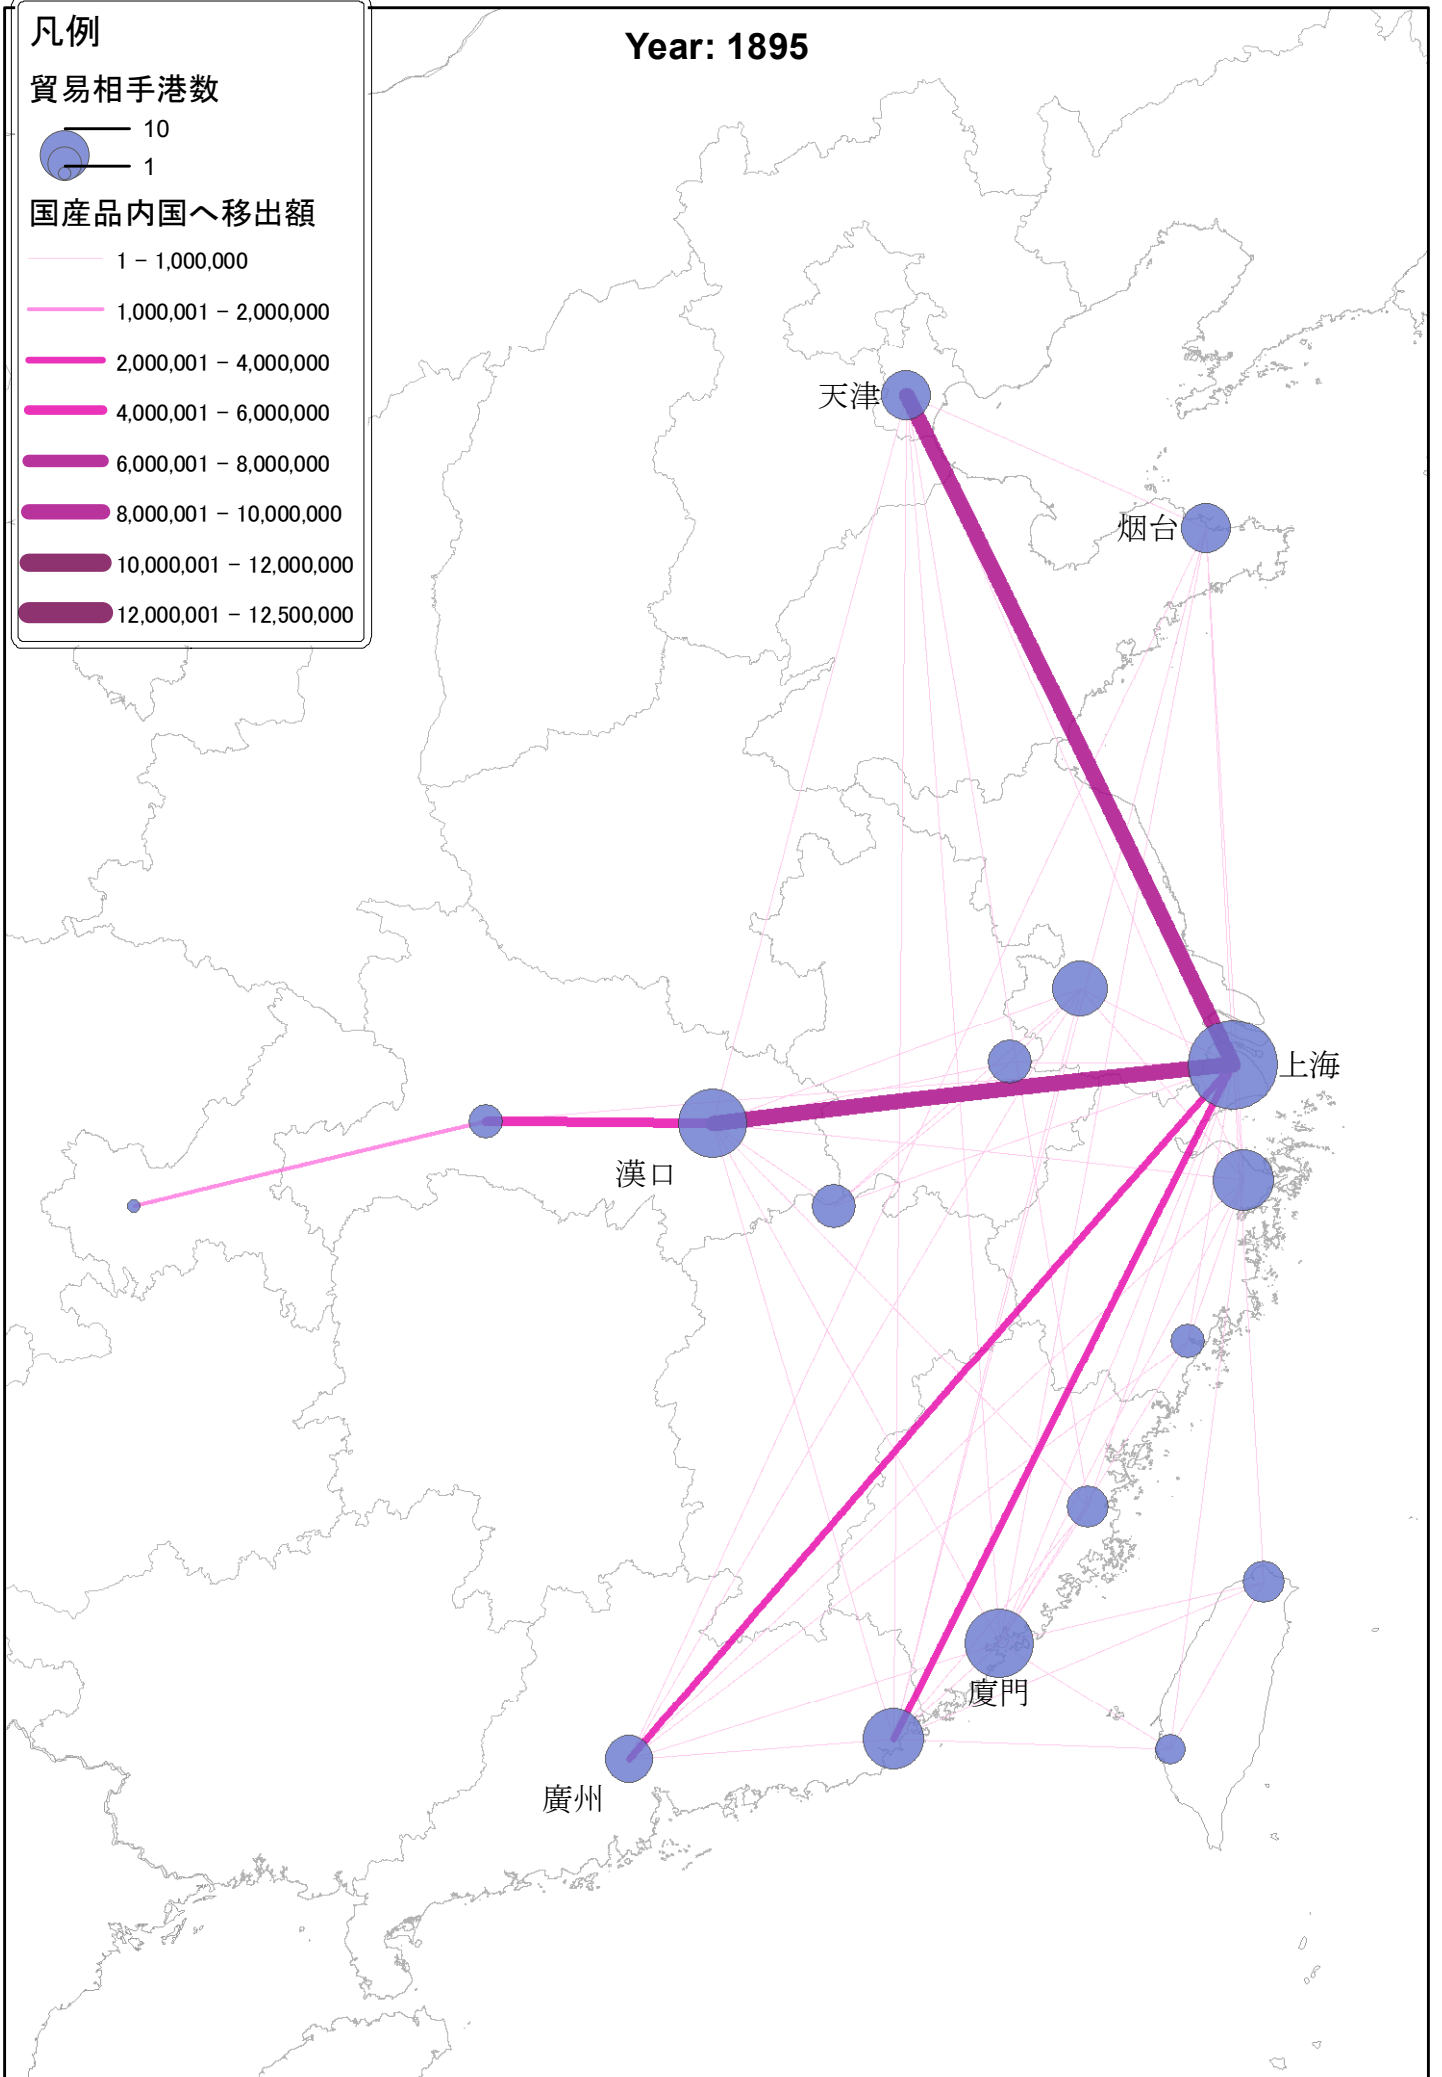 凡例
貿易相手港数
10
1
国産品内国へ移出額
1 - 1,000,000
1,000,001 - 2,000,000
2,000,001 - 4,000,000
4,000,001 - 6,000,000
6,000,001 - 8,000,000
8,000,001 - 10,000,000
10,000,001 - 12,000,000
12,000,001 - 12,500,000
Year: 1895
天津
烟台
上海
漢口
廈門
廣州